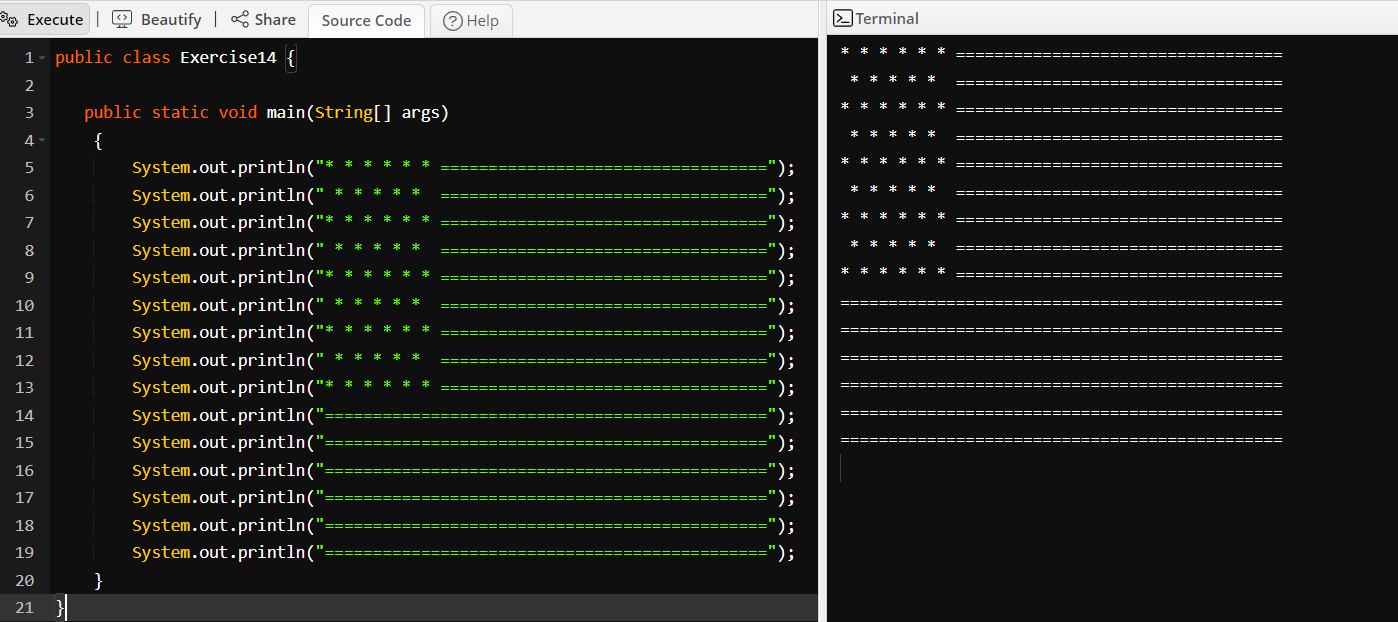 Execute | Beautify | Share Source Code Help
1 public class Exercise14 {
2
3    public static void main(String[] args)
4     {
5         System.out.println("* * * * * * ==================================");
6         System.out.println(" * * * * *  ==================================");
7         System.out.println("* * * * * * ==================================");
8         System.out.println(" * * * * *  ==================================");
9         System.out.println("* * * * * * ==================================");
10         System.out.println(" * * * * *  ==================================");
11         System.out.println("* * * * * * ==================================");
12         System.out.println(" * * * * *  ==================================");
13         System.out.println("* * * * * * ==================================");
14         System.out.println("==============================================");
15         System.out.println("==============================================");
16         System.out.println("==============================================");
17         System.out.println("==============================================");
18         System.out.println("==============================================");
19         System.out.println("==============================================");
20     }
21 }
Terminal
* * * * * * ==================================
 * * * * *  ==================================
* * * * * * ==================================
 * * * * *  ==================================
* * * * * * ==================================
 * * * * *  ==================================
* * * * * * ==================================
 * * * * *  ==================================
* * * * * * ==================================
==============================================
==============================================
==============================================
==============================================
==============================================
==============================================